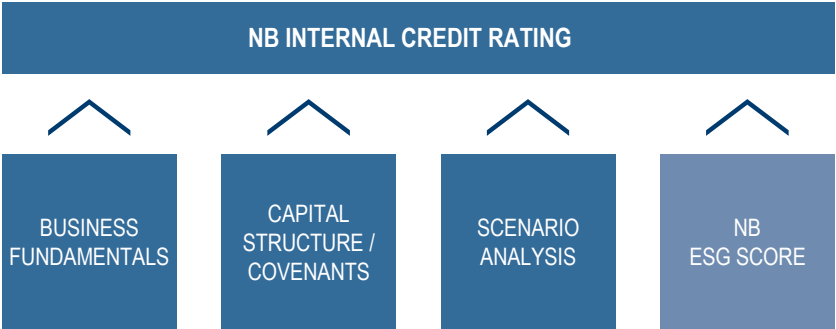 NB INTERNAL CREDIT RATING
BUSINESS
FUNDAMENTALS
CAPITAL
STRUCTURE /
COVENANTS
SCENARIO
ANALYSIS
NB
ESG SCORE